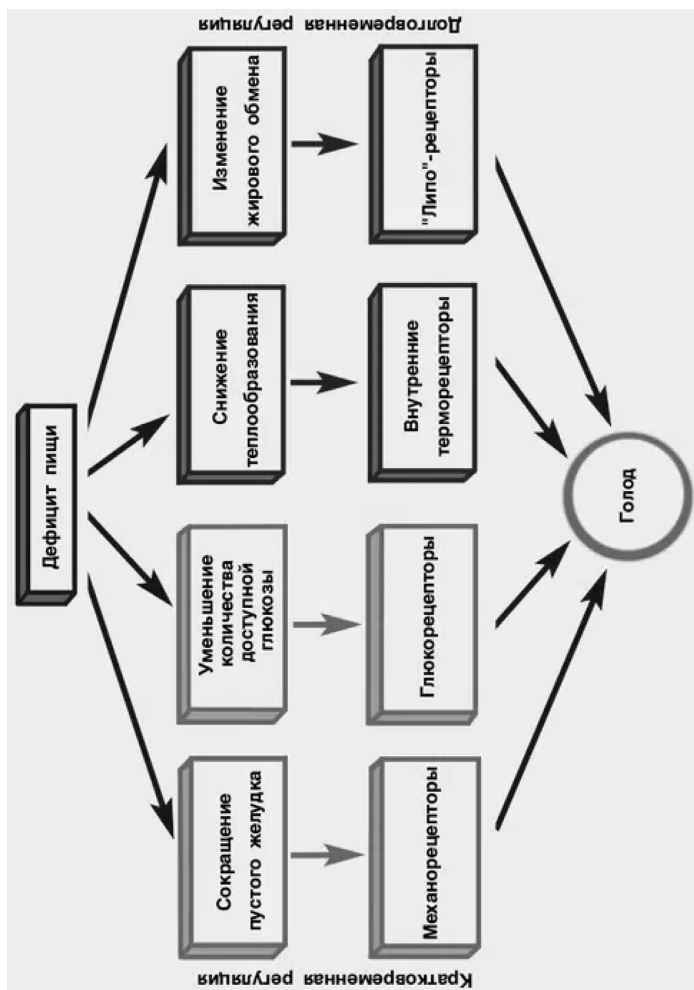 Дефицит пищи
Кратковременная регуляция
Сокращение
пустого желудка
Уменьшение
количества
доступной
глюкозы
Снижение
теплообразования
Изменение
жирового обмена
Долговременная
регуляция
Механорецепторы
Глюкорецепторы
Внутренние
терморецепторы
"Липо"-рецепторы
Голод